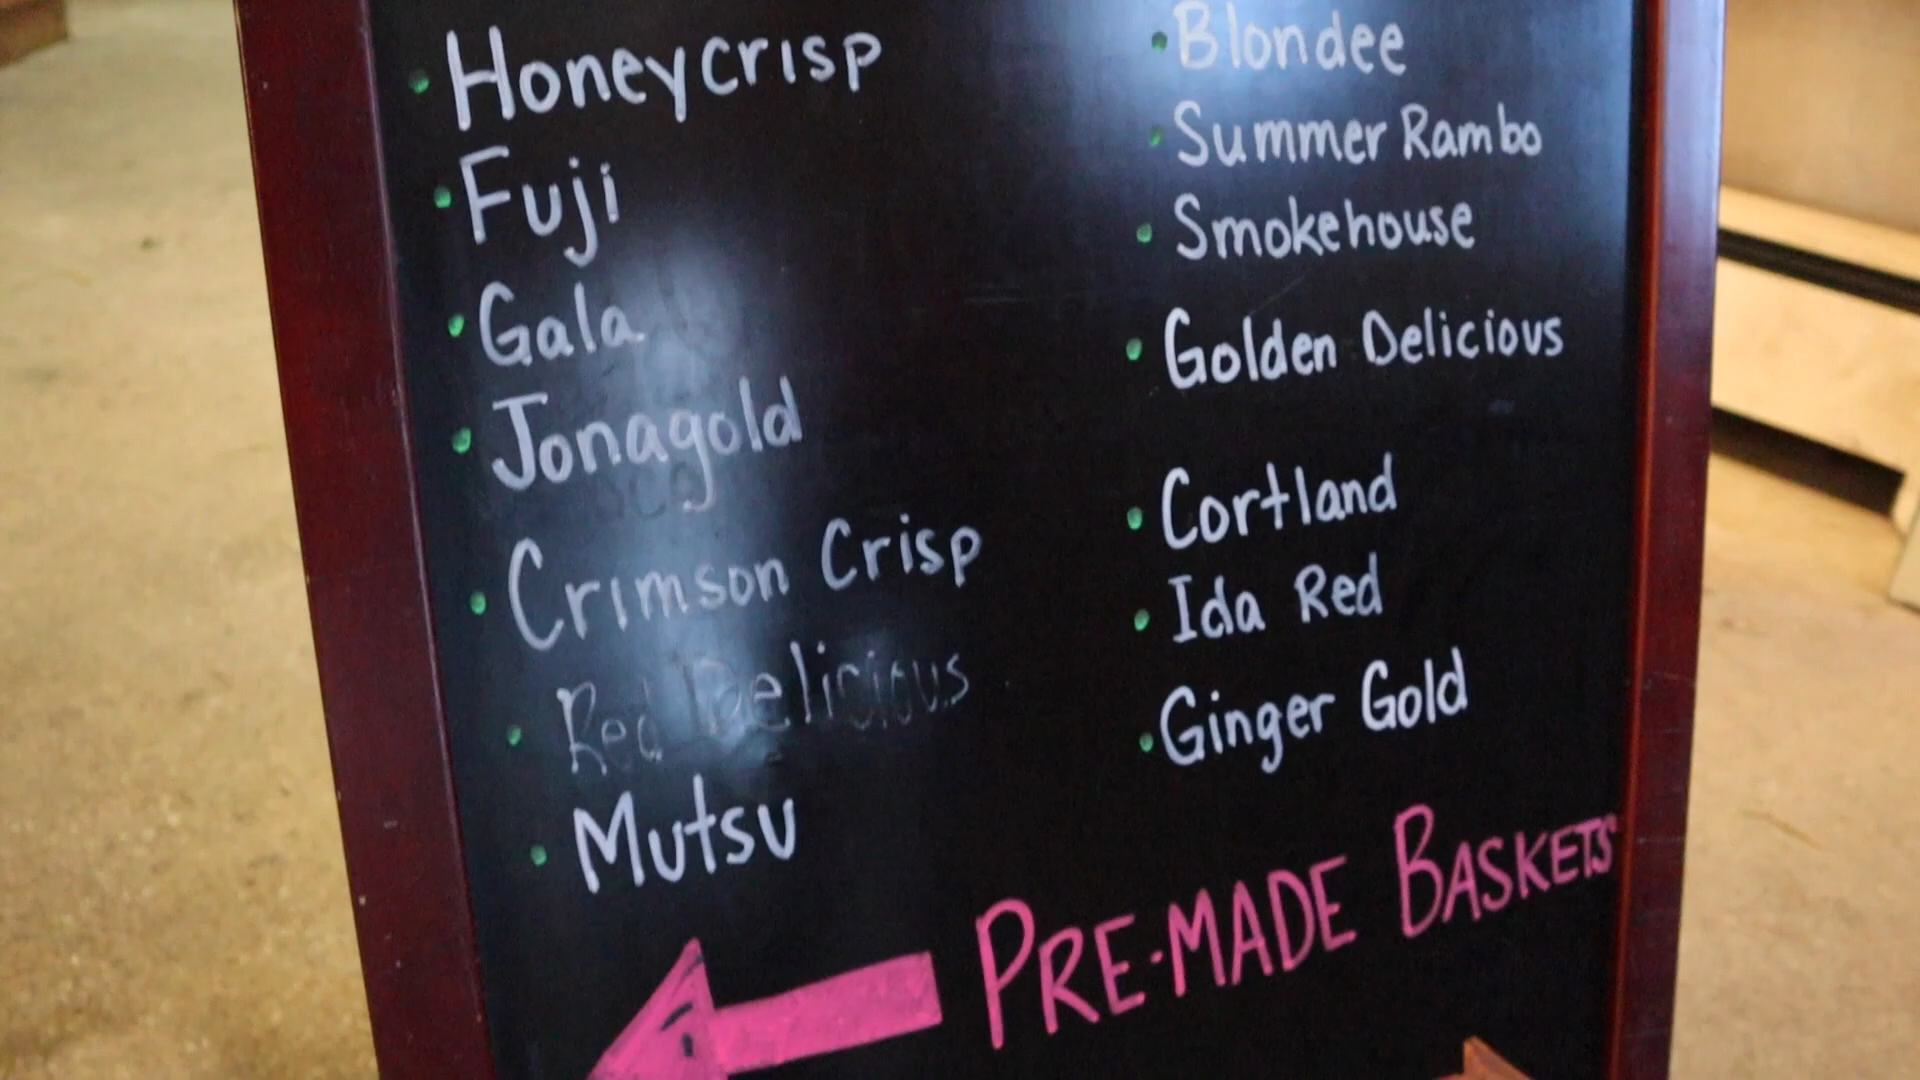 Honeycrisp
Fuji
Gala
Jonagold
Crimson Crisp
Red Delicious
Mutsu
Blondee
Summer Rambo
Smokehouse
Golden Delicious
Cortland
Ida Red
Ginger Gold
PRE-MADE BASKETS